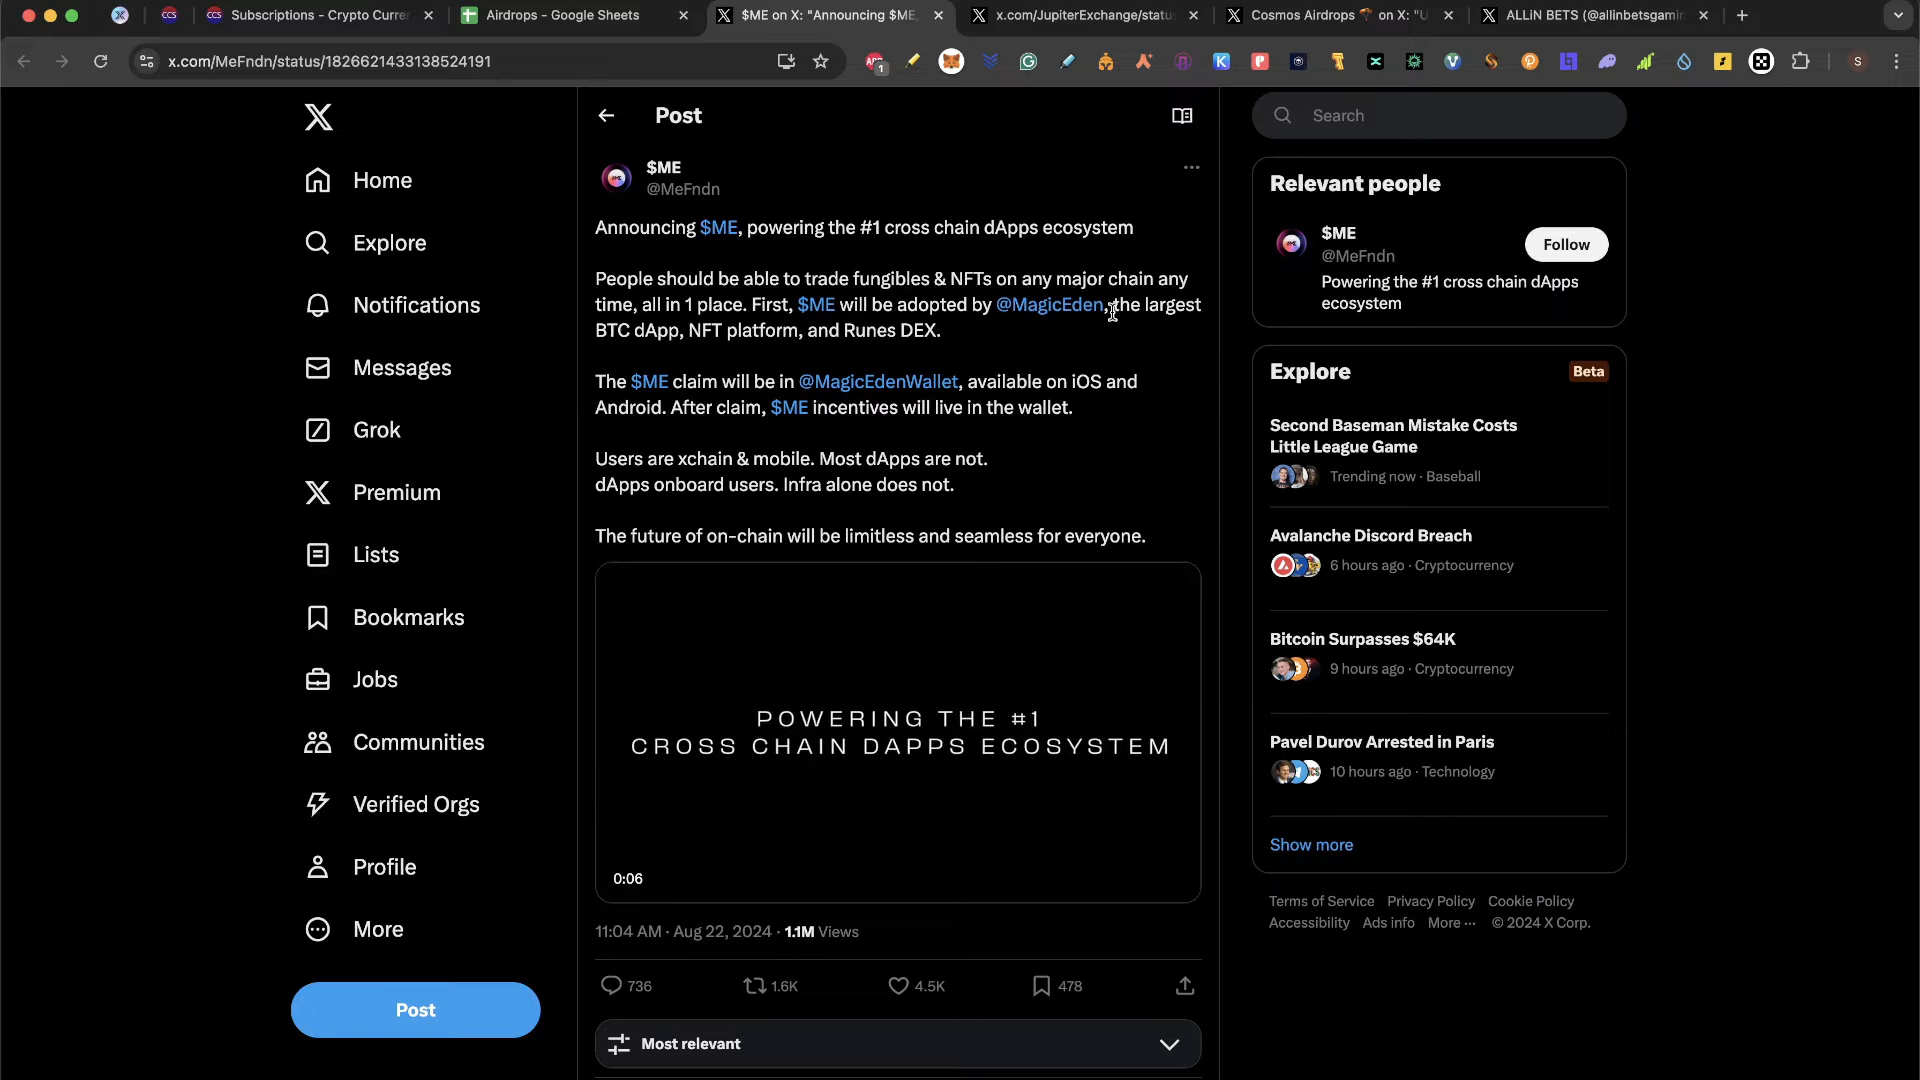 Subscriptions - Crypto Curre
Airdrops - Google Sheets
$ME on X: "Announcing $ME,
x.com/JupiterExchange/statu
Cosmos Airdrops on X: "U
ALLiN BETS (@allinbetsgamin
x.com/MeFndn/status/1826621433138524191
Home
Explore
Notifications
Messages
Grok
Premium
Lists
Bookmarks
Jobs
Communities
Verified Orgs
Profile
More
Post
Post
$ME
@MeFndn
Announcing $ME, powering the #1 cross chain dApps ecosystem
People should be able to trade fungibles & NFTs on any major chain any
time, all in 1 place. First, $ME will be adopted by @MagicEden, the largest
BTC dApp, NFT platform, and Runes DEX.
The $ME claim will be in @MagicEdenWallet, available on iOS and
Android. After claim, $ME incentives will live in the wallet.
Users are xchain & mobile. Most dApps are not.
dApps onboard users. Infra alone does not.
The future of on-chain will be limitless and seamless for everyone.
POWERING THE #1
CROSS CHAIN DAPPS ECOSYSTEM
0:06
11:04 AM · Aug 22, 2024 · 1.1M Views
736 1.6K 4.5K 478
Most relevant
Search
Relevant people
$ME
@MeFndn
Follow
Powering the #1 cross chain dApps
ecosystem
Explore
Beta
Second Baseman Mistake Costs
Little League Game
Trending now · Baseball
Avalanche Discord Breach
6 hours ago · Cryptocurrency
Bitcoin Surpasses $64K
9 hours ago · Cryptocurrency
Pavel Durov Arrested in Paris
10 hours ago · Technology
Show more
Terms of Service Privacy Policy Cookie Policy
Accessibility Ads info More ··· © 2024 X Corp.